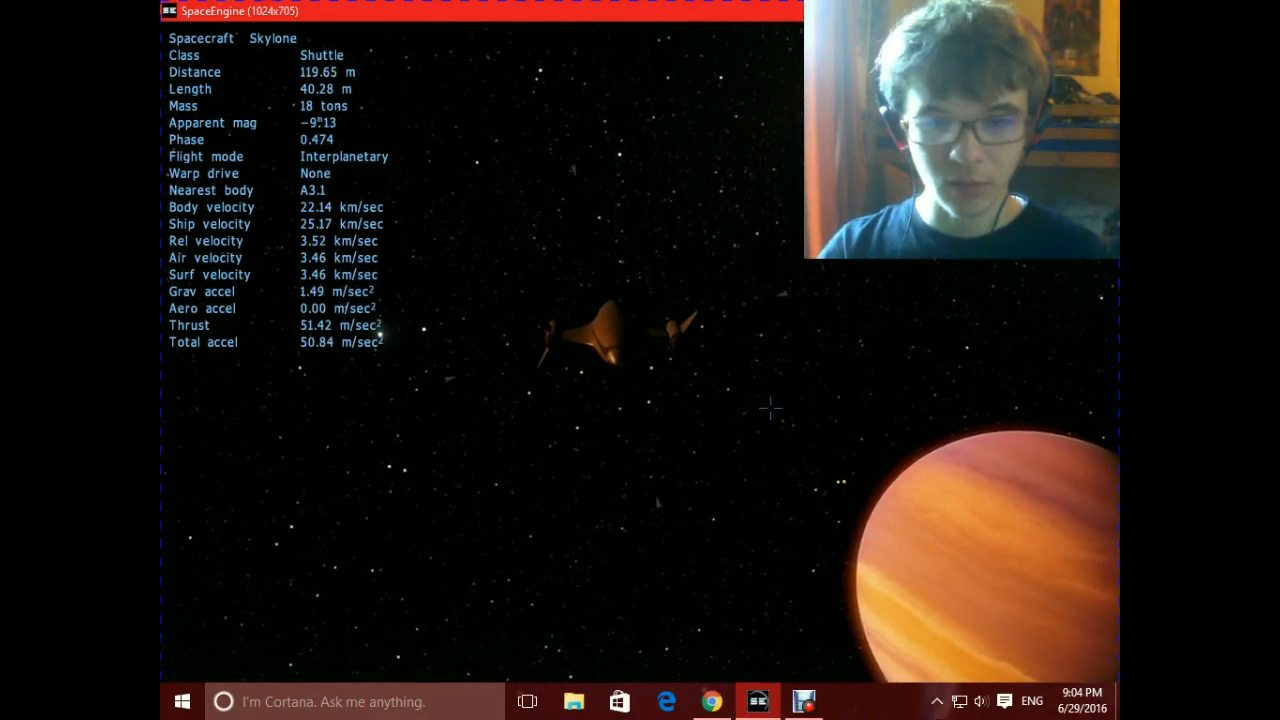 SE SpaceEngine (1024x705)
Spacecraft Skylone
Class Shuttle
Distance 119.65 m
Length 40.28 m
Mass 18 tons
Apparent mag -9ᵐ13
Phase 0.474
Flight mode Interplanetary
Warp drive None
Nearest body A3.1
Body velocity 22.14 km/sec
Ship velocity 25.17 km/sec
Rel velocity 3.52 km/sec
Air velocity 3.46 km/sec
Surf velocity 3.46 km/sec
Grav accel 1.49 m/sec²
Aero accel 0.00 m/sec²
Thrust 51.42 m/sec²
Total accel 50.84 m/sec²
I'm Cortana. Ask me anything.
SE
ENG
9:04 PM
6/29/2016